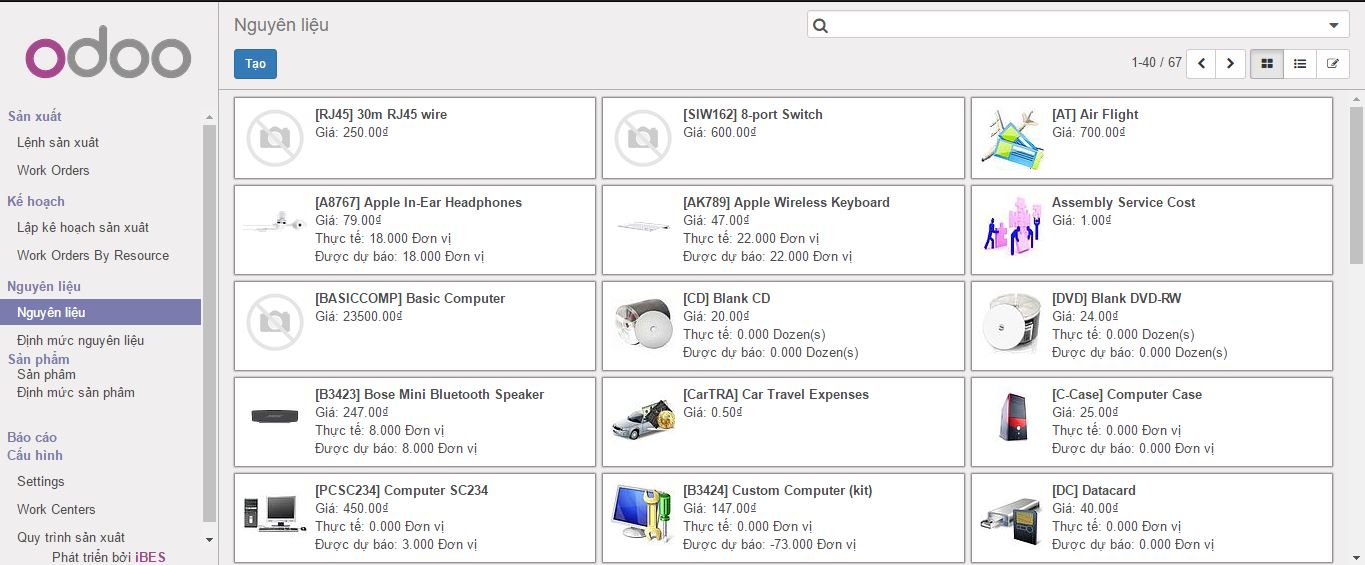 odoo
Sản xuất
Lệnh sản xuât
Work Orders
Kế hoạch
Lập kê hoạch sản xuât
Work Orders By Resource
Nguyên liệu
Nguyên liệu
Định mức nguyên liệu
Sản phẩm
Sản phâm
Định mức sản phâm
Báo cáo
Cấu hình
Settings
Work Centers
Quy trình sản xuât
Phát triển bởi iBES
Nguyên liệu
Tạo
1-40 / 67
[RJ45] 30m RJ45 wire
Giá: 250.00₫
[SIW162] 8-port Switch
Giá: 600.00₫
[AT] Air Flight
Giá: 700.00₫
[A8767] Apple In-Ear Headphones
Giá: 79.00₫
Thực tế: 18.000 Đơn vị
Được dự báo: 18.000 Đơn vị
[AK789] Apple Wireless Keyboard
Giá: 47.00₫
Thực tế: 22.000 Đơn vị
Được dự báo: 22.000 Đơn vị
Assembly Service Cost
Giá: 1.00₫
[BASICCOMP] Basic Computer
Giá: 23500.00₫
[CD] Blank CD
Giá: 20.00₫
Thực tế: 0.000 Dozen(s)
Được dự báo: 0.000 Dozen(s)
[DVD] Blank DVD-RW
Giá: 24.00₫
Thực tế: 0.000 Dozen(s)
Được dự báo: 0.000 Dozen(s)
[B3423] Bose Mini Bluetooth Speaker
Giá: 247.00₫
Thực tế: 8.000 Đơn vị
Được dự báo: 8.000 Đơn vị
[CarTRA] Car Travel Expenses
Giá: 0.50₫
[C-Case] Computer Case
Giá: 25.00₫
Thực tế: 0.000 Đơn vị
Được dự báo: 0.000 Đơn vị
[PCSC234] Computer SC234
Giá: 450.00₫
Thực tế: 0.000 Đơn vị
Được dự báo: 3.000 Đơn vị
[B3424] Custom Computer (kit)
Giá: 147.00₫
Thực tế: 0.000 Đơn vị
Được dự báo: -73.000 Đơn vị
[DC] Datacard
Giá: 40.00₫
Thực tế: 0.000 Đơn vị
Được dự báo: 0.000 Đơn vị